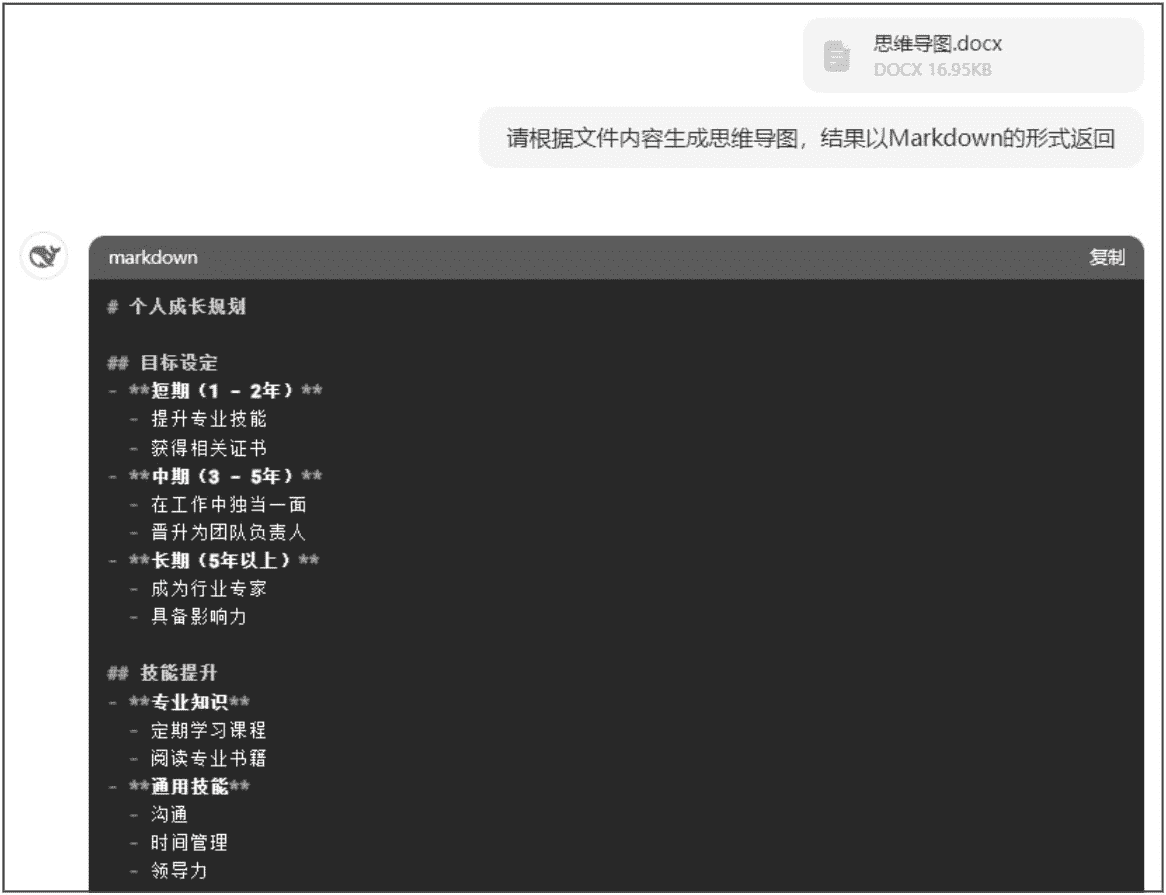 思维导图.docx
DOCX 16.95KB
请根据文件内容生成思维导图，结果以Markdown的形式返回
markdown 复制
# 个人成长规划
## 目标设定
- **短期（1 - 2年）**
  - 提升专业技能
  - 获得相关证书
- **中期（3 - 5年）**
  - 在工作中独当一面
  - 晋升为团队负责人
- **长期（5年以上）**
  - 成为行业专家
  - 具备影响力
## 技能提升
- **专业知识**
  - 定期学习课程
  - 阅读专业书籍
- **通用技能**
  - 沟通
  - 时间管理
  - 领导力